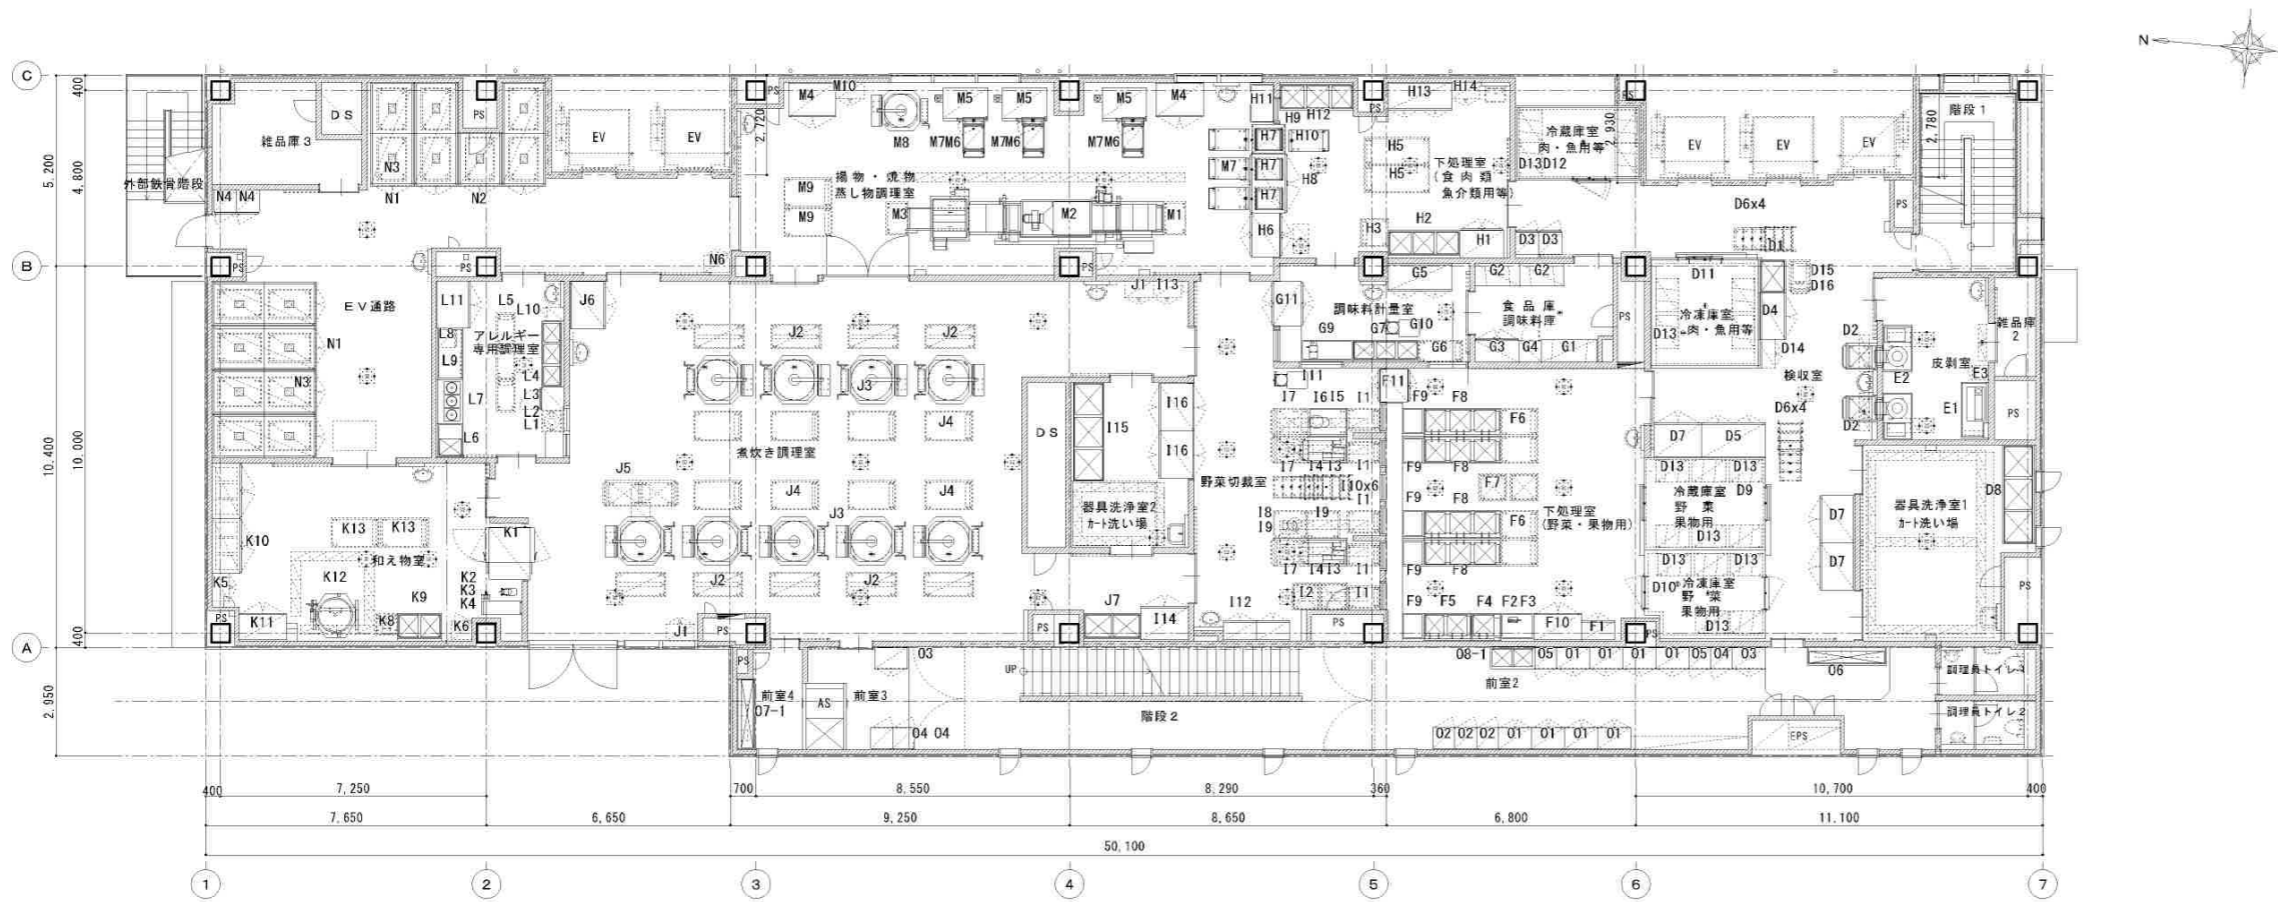 N
C
400
5,200
4,800
B
10,400
10,000
400
A
2,950
外部鉄骨階段
雑品庫3
DS
N4 N4
N3
N1
PS
N2
EV
EV
2,720
PS
M4
M10
M8
M5
M7M6
M5
M7M6
M5
M7M6
M4
揚物・焼物
蒸し物調理室
M9
M9
M3
M2
M1
H11
H9
H12
H7
H10
M7
H7
H8
H7
H6
PS
H13
H14
H5
H5
下処理室
(食肉類
魚介類用等)
H3
H2
H1
D3 D3
PS
冷蔵庫室
肉・魚用等
D13D12
2,930
EV
EV
EV
D6x4
D1
PS
階段1
2,780
PS
PS
N6
PS
EV通路
N1
N3
L11
L5
L10
L8
アレルギー
専用調理室
L9
L4
L3
L7
L2
L1
L6
J6
J2
J2
J3
J4
煮炊き調理室
J5
J4
J4
J3
J2
J2
J1
PS
J1
I13
DS
I15
I16
I16
器具洗浄室2
カート洗い場
J7
I14
PS
G11
調味料計量室
G5
G9
G7
G10
G6
G2
G2
食品庫
調味料庫
G3
G4
G1
PS
I11
I7
I6I5
I1
I7
I4I3
I1
野菜切裁室
I10x6
I1
I8
I9
I9
I7
I4I3
I1
I2
I1
I12
PS
F11
F9
F8
F6
F9
F8
F7
F9
F8
F6
下処理室
(野菜・果物用)
F9
F8
F9
F5
F4
F2F3
F10
F1
PS
D11
D13
冷凍庫室
肉・魚用等
D4
D15
D16
D14
D2
検収室
D6x4
D2
皮剥室
E2
E3
E1
雑品庫
2
PS
D7
D5
D13
D13
冷蔵庫室
野菜
果物用
D9
D13
D13
D13
D10
冷凍庫室
野菜
果物用
D13
D7
D7
器具洗浄室1
カート洗い場
D8
PS
K10
K13
K13
K1
和え物室
K5
K12
K2
K3
K4
K9
K8
K11
K6
PS
PS
前室4
07-1
AS
前室3
03
04 04
UP
階段2
前室2
08-1
05
01
01
01
01
05
04
03
06
調理員トイレ1
調理員トイレ2
02
02
02
01
01
01
01
EPS
400
7,250
700
8,550
8,290
360
10,700
400
7,650
6,650
9,250
8,650
6,800
11,100
50,100
1
2
3
4
5
6
7